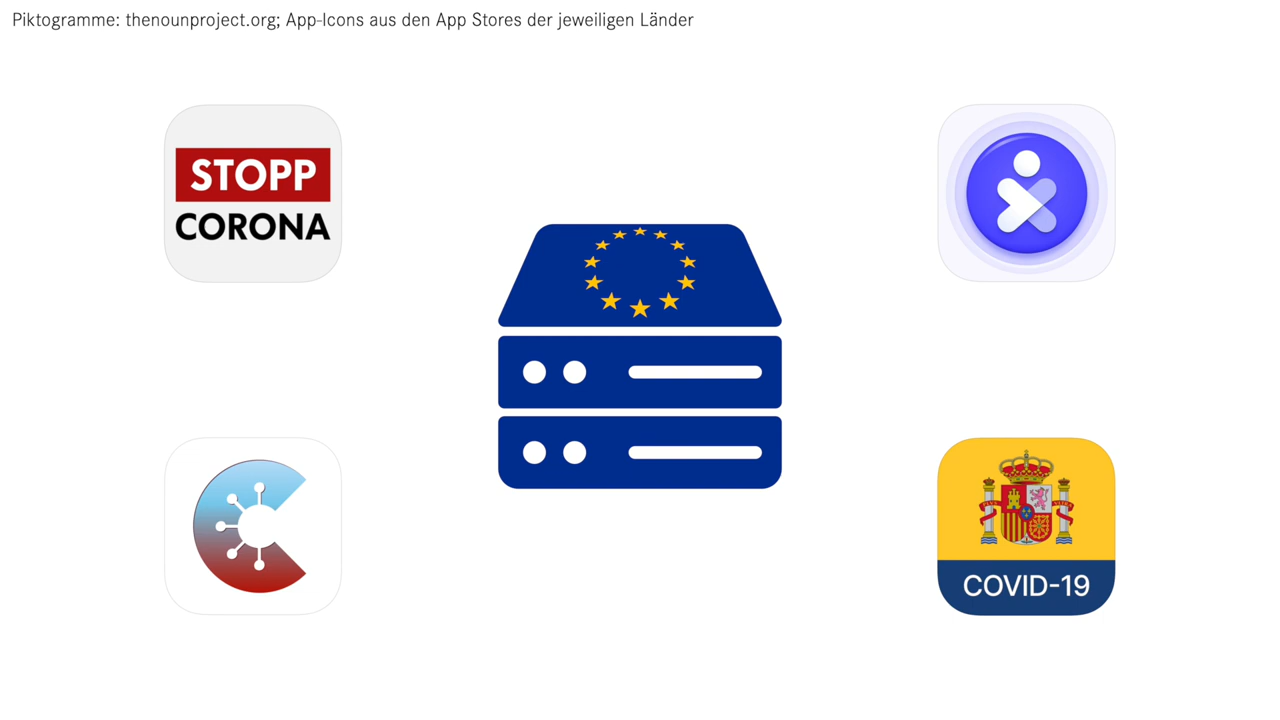 Piktogramme: thenounproject.org; App-Icons aus den App Stores der jeweiligen Länder
STOPP
CORONA
COVID-19